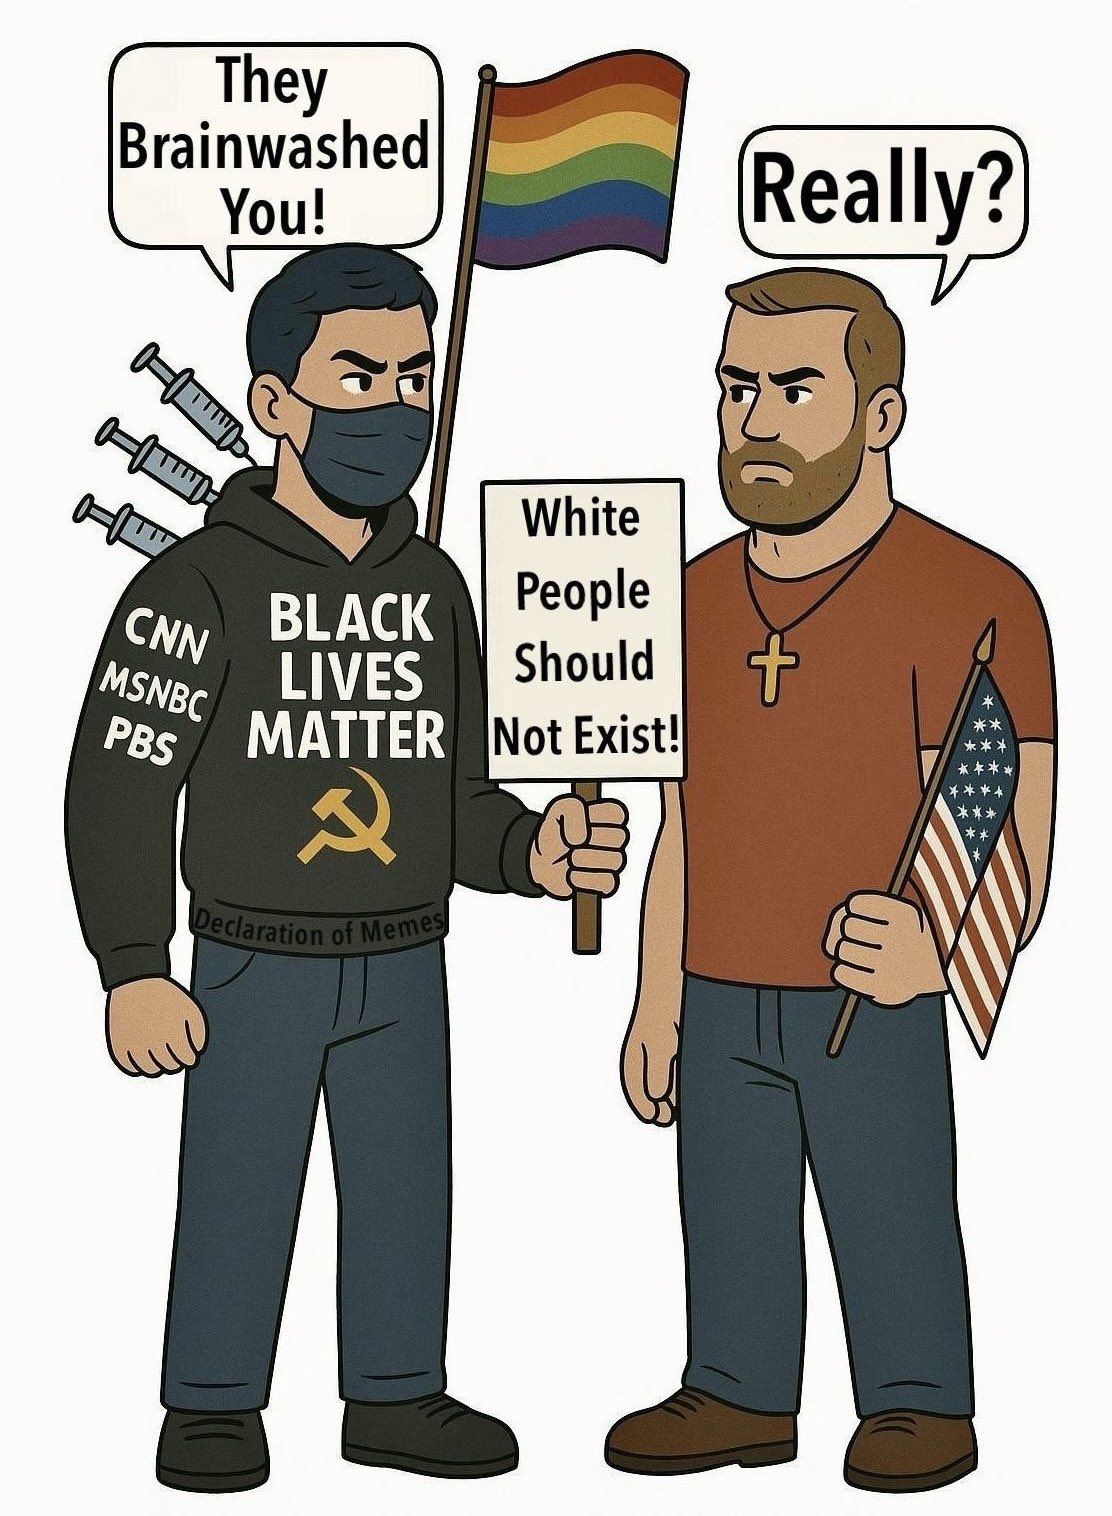 They
Brainwashed
You!
Really?
White
People
Should
Not Exist!
CNN
MSNBC
PBS
BLACK
LIVES
MATTER
Declaration of Memes